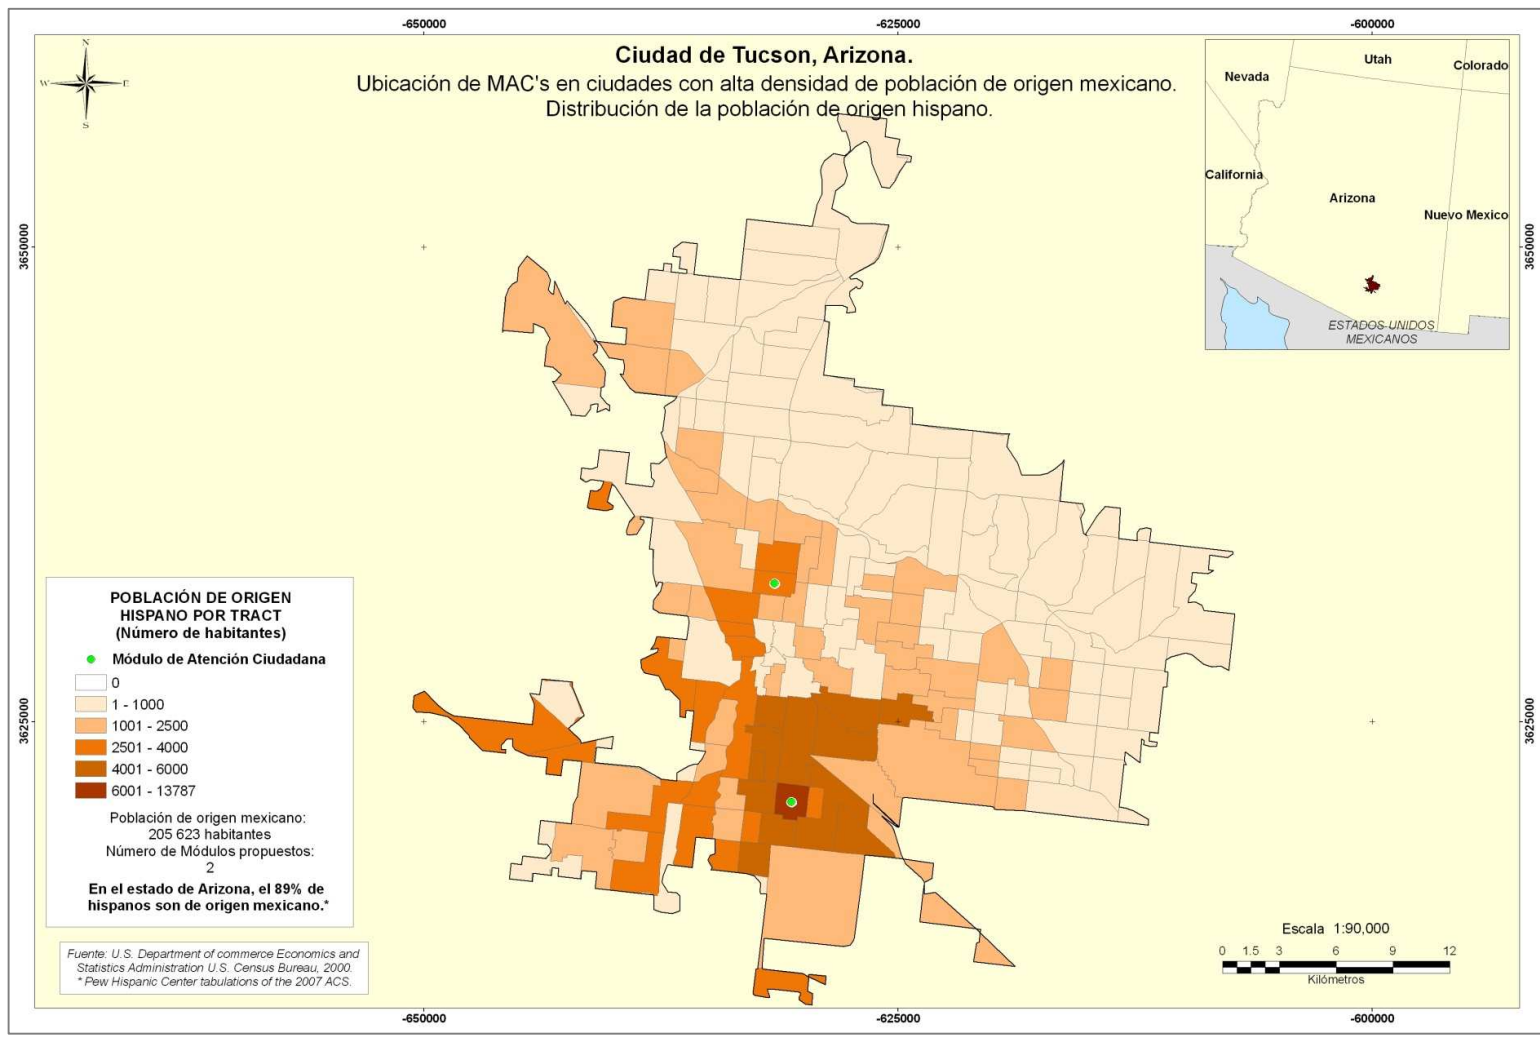 -650000
-625000
-600000
Ciudad de Tucson, Arizona.
Ubicación de MAC's en ciudades con alta densidad de población de origen mexicano.
Distribución de la población de origen hispano.
N
W
E
S
Utah
Colorado
Nevada
California
Arizona
Nuevo Mexico
ESTADOS UNIDOS
MEXICANOS
3650000
3650000
3625000
3625000
POBLACIÓN DE ORIGEN
HISPANO POR TRACT
(Número de habitantes)
Módulo de Atención Ciudadana
0
1 - 1000
1001 - 2500
2501 - 4000
4001 - 6000
6001 - 13787
Población de origen mexicano:
205 623 habitantes
Número de Módulos propuestos:
2
En el estado de Arizona, el 89% de
hispanos son de origen mexicano.*
Fuente: U.S. Department of commerce Economics and
Statistics Administration U.S. Census Bureau, 2000.
* Pew Hispanic Center tabulations of the 2007 ACS.
Escala 1:90,000
0 1.5 3 6 9 12
Kilómetros
-650000
-625000
-600000